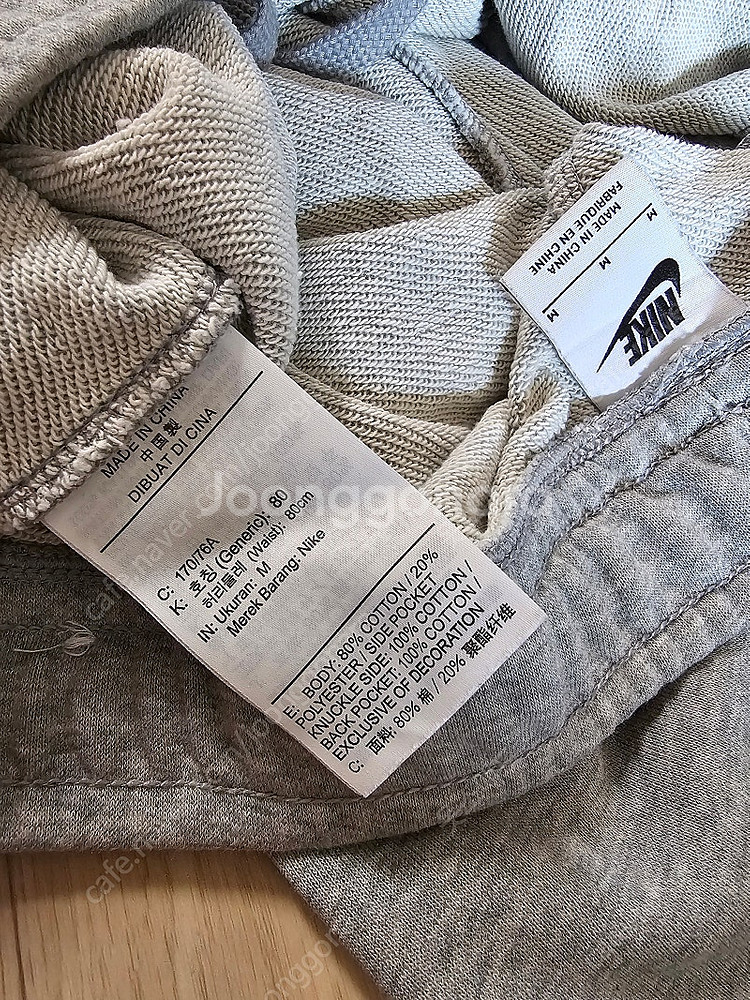 MADE IN CHINA
FABRIQUE EN CHINE
M
M
M
NIKE
MADE IN CHINA
中国製
DIBUAT DI CINA
C: 170/76A
K: 호칭 (Generic): 80
허리둘레 (Waist): 80cm
IN: Ukuran: M
Merek Barang: Nike
E: BODY: 80% COTTON / 20%
POLYESTER / SIDE POCKET
KNUCKLE SIDE: 100% COTTON /
BACK POCKET: 100% COTTON /
EXCLUSIVE OF DECORATION
C: 面料: 80% 棉 / 20% 聚酯纤维
Joonggonara